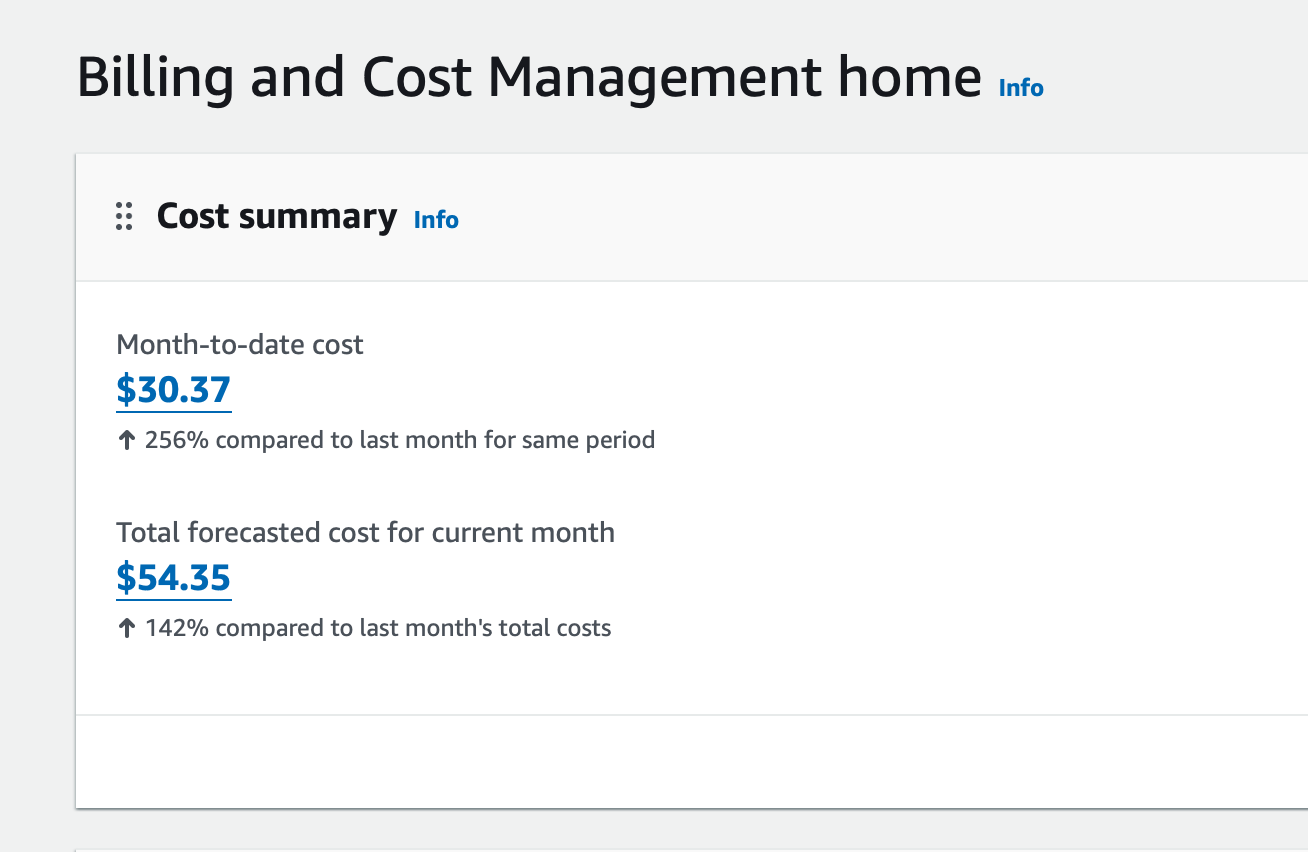 Billing and Cost Management home Info
Cost summary Info
Month-to-date cost
$30.37
↑ 256% compared to last month for same period
Total forecasted cost for current month
$54.35
↑ 142% compared to last month's total costs